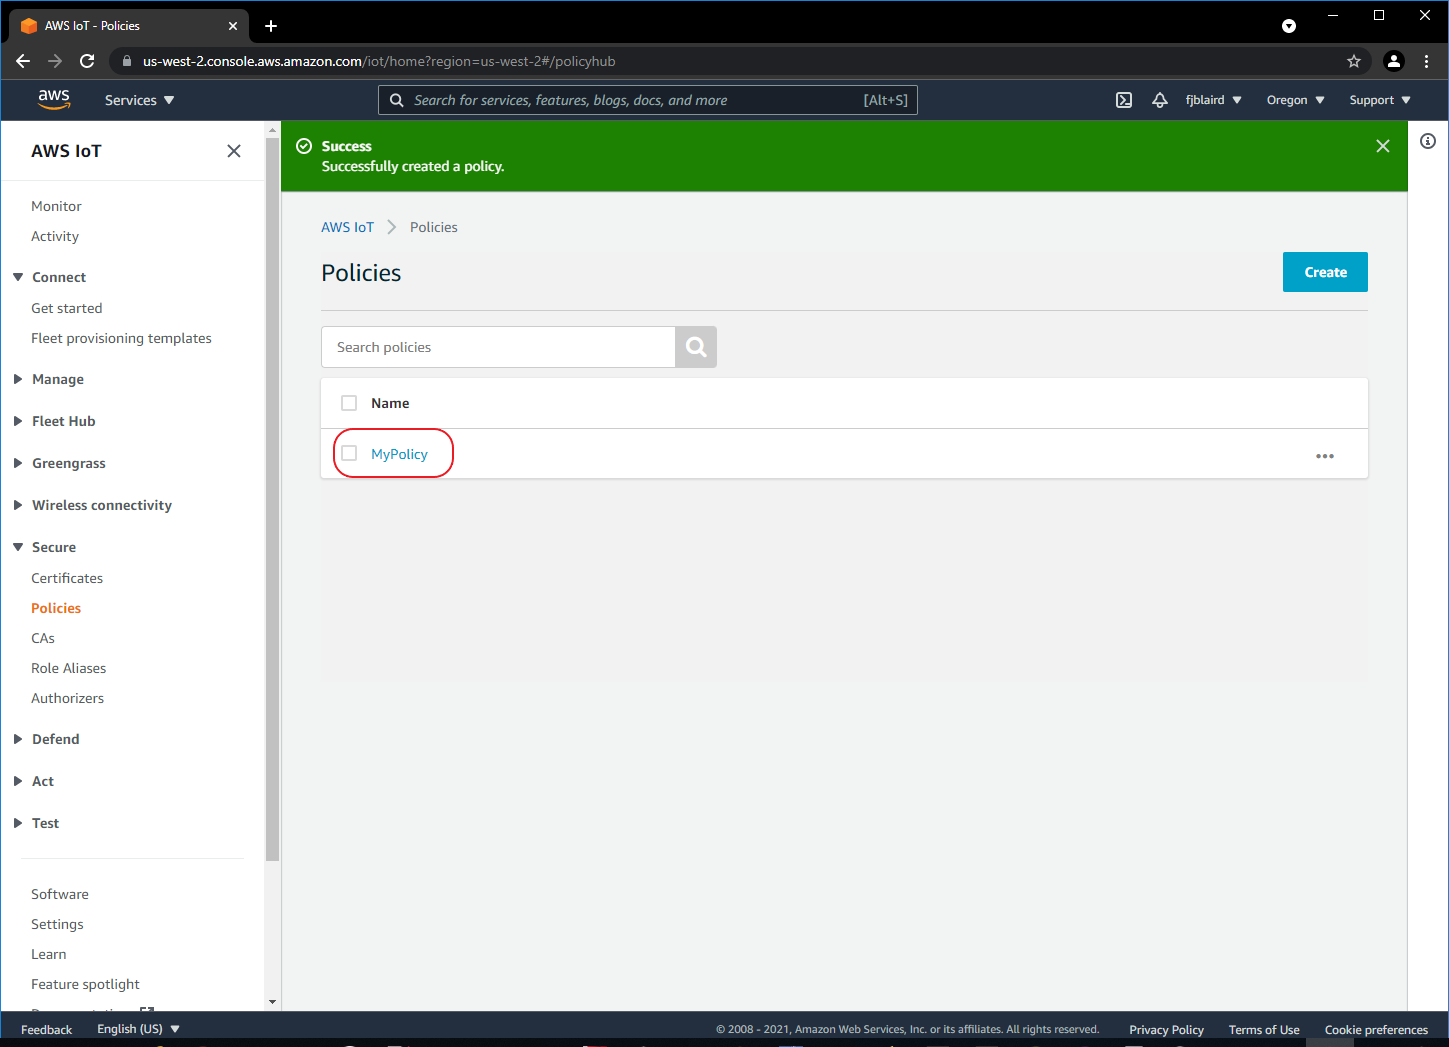 AWS IoT - Policies
us-west-2.console.aws.amazon.com/iot/home?region=us-west-2#/policyhub
aws
Services
Search for services, features, blogs, docs, and more [Alt+S]
fjblaird
Oregon
Support
AWS IoT
Monitor
Activity
Connect
Get started
Fleet provisioning templates
Manage
Fleet Hub
Greengrass
Wireless connectivity
Secure
Certificates
Policies
CAs
Role Aliases
Authorizers
Defend
Act
Test
Software
Settings
Learn
Feature spotlight
Success
Successfully created a policy.
AWS IoT > Policies
Policies
Create
Search policies
Name
MyPolicy
Feedback
English (US)
© 2008 - 2021, Amazon Web Services, Inc. or its affiliates. All rights reserved.
Privacy Policy
Terms of Use
Cookie preferences